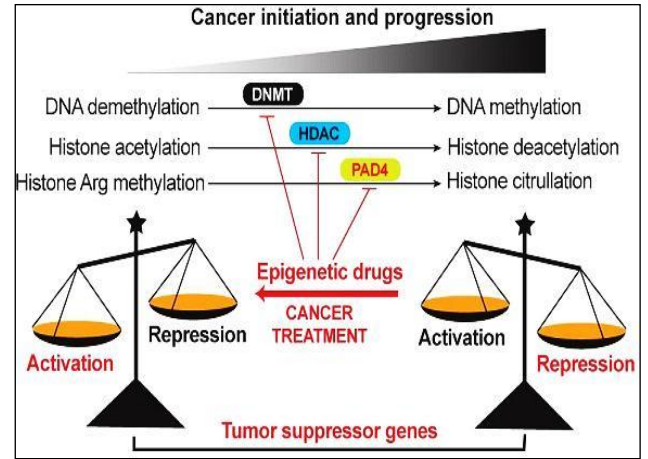 Cancer initiation and progression
DNMT
DNA demethylation
DNA methylation
HDAC
Histone acetylation
Histone deacetylation
PAD4
Histone Arg methylation
Histone citrullation
Epigenetic drugs
CANCER
TREATMENT
Repression
Activation
Activation
Repression
Tumor suppressor genes